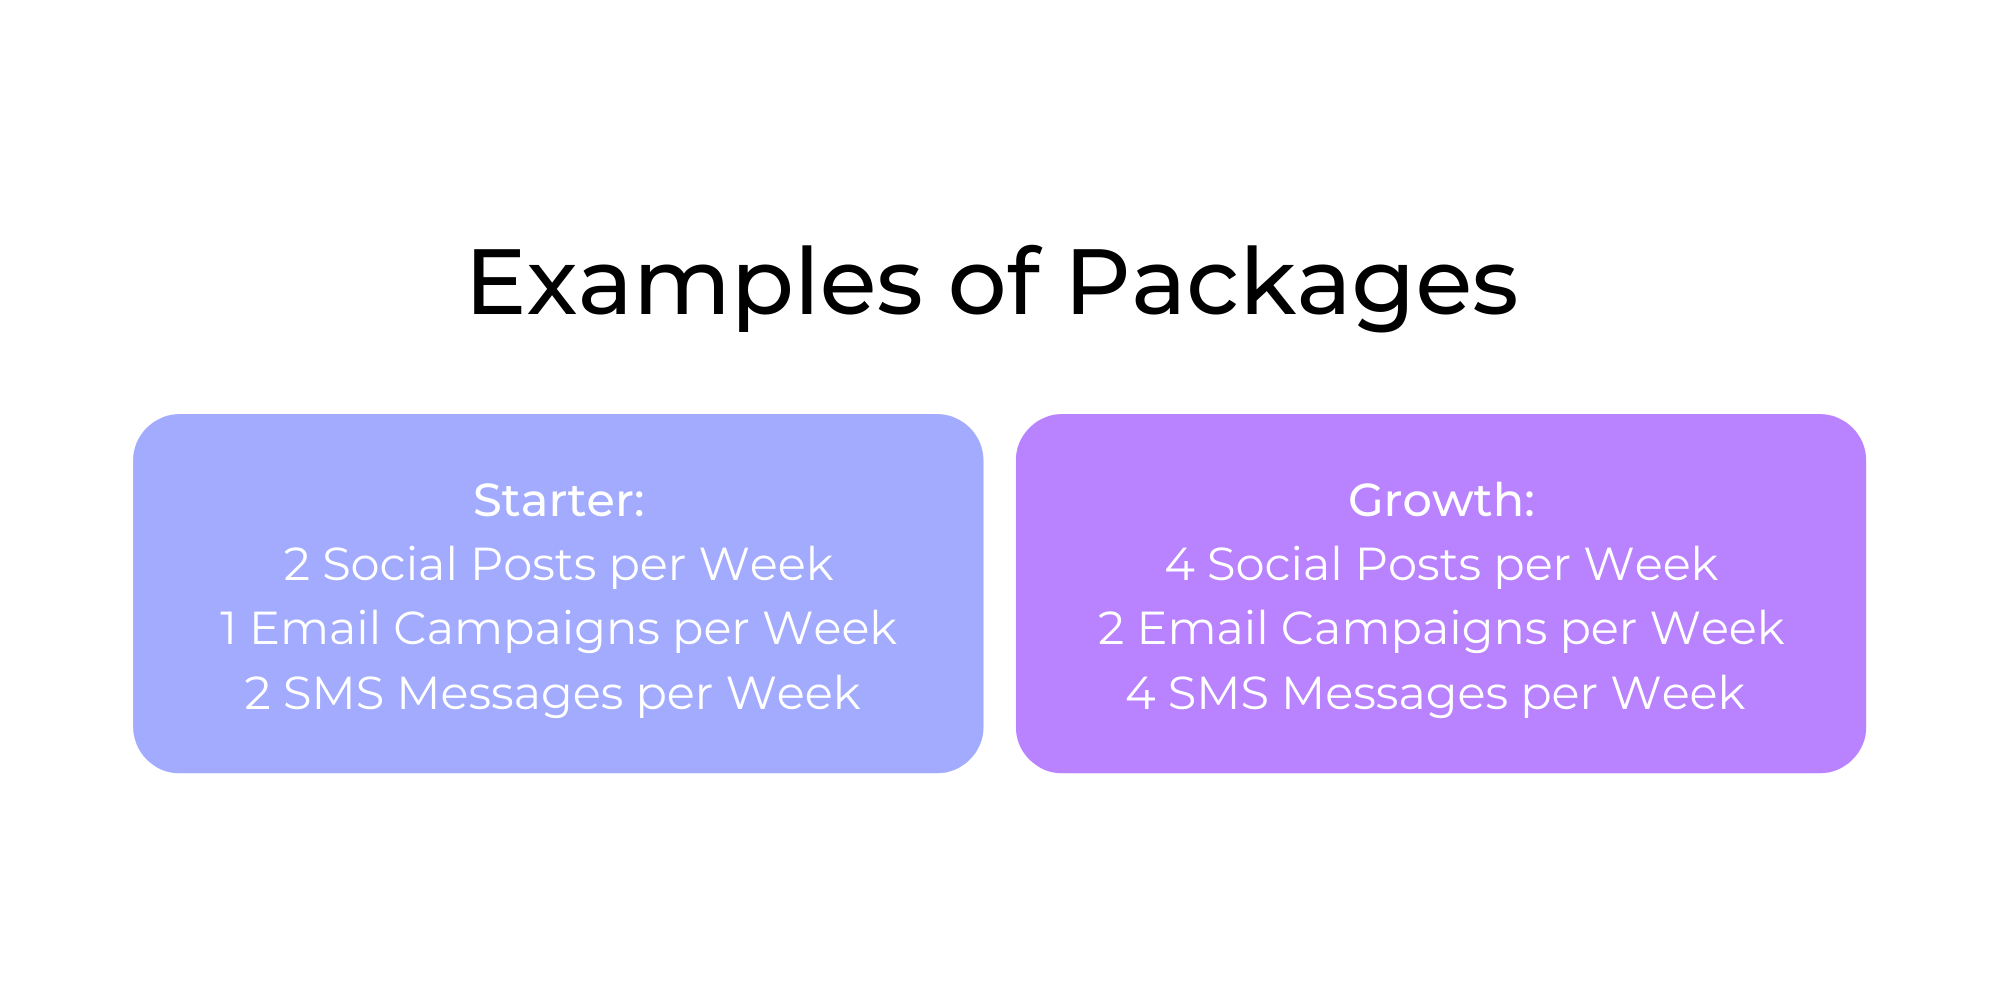 Examples of Packages
Starter:
2 Social Posts per Week
1 Email Campaigns per Week
2 SMS Messages per Week
Growth:
4 Social Posts per Week
2 Email Campaigns per Week
4 SMS Messages per Week